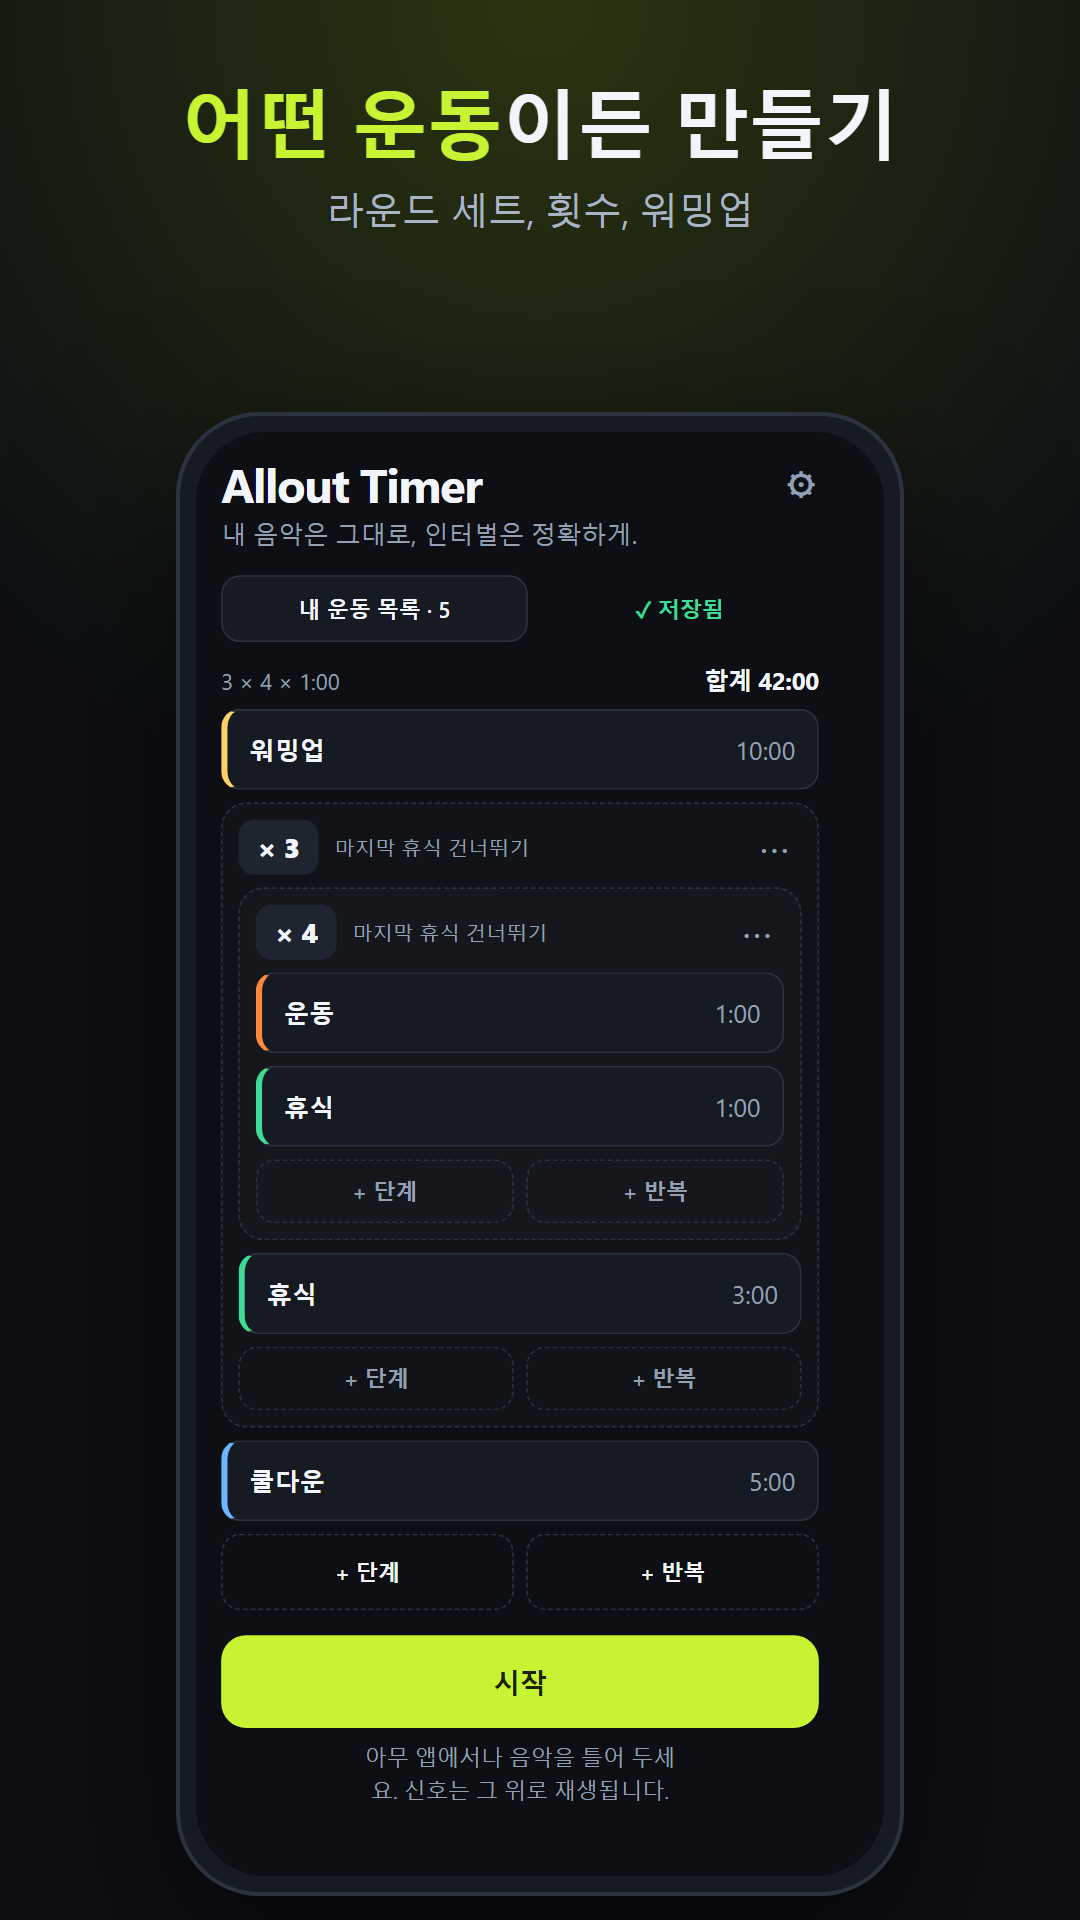 어떤 운동이든 만들기
라운드 세트, 횟수, 워밍업
Allout Timer
내 음악은 그대로, 인터벌은 정확하게.
내 운동 목록 · 5
✓ 저장됨
3 × 4 × 1:00
합계 42:00
워밍업
10:00
× 3
마지막 휴식 건너뛰기
...
× 4
마지막 휴식 건너뛰기
...
운동
1:00
휴식
1:00
+ 단계
+ 반복
휴식
3:00
+ 단계
+ 반복
쿨다운
5:00
+ 단계
+ 반복
시작
아무 앱에서나 음악을 틀어 두세
요. 신호는 그 위로 재생됩니다.